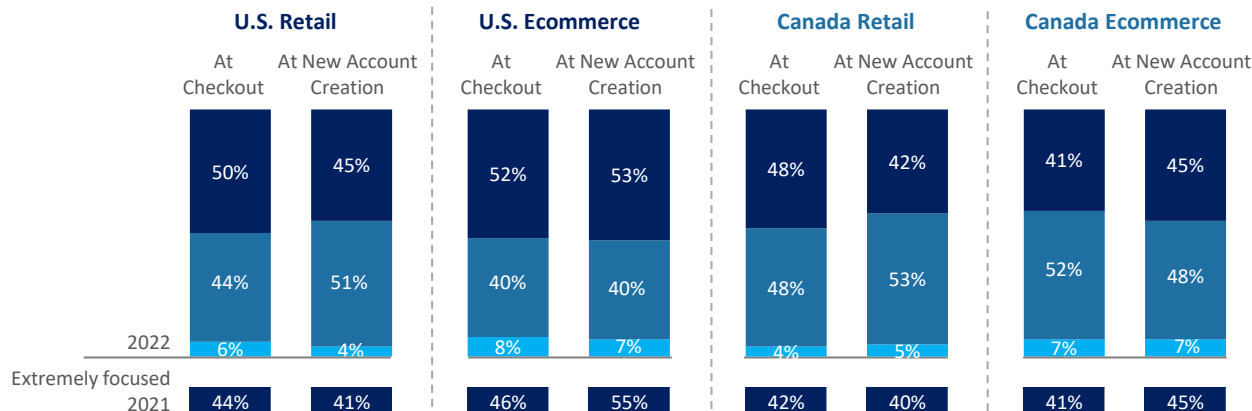 U.S. Retail U.S. Ecommerce Canada Retail Canada Ecommerce
At At New Account At At New Account At At New Account At At New Account
Checkout Creation Checkout Creation Checkout Creation Checkout Creation
50% 45% 52% 53% 48% 42% 41% 45%
44% 51% 40% 40% 48% 53% 52% 48%
2022 6% 4% 8% 7% 4% 5% 7% 7%
Extremely focused
2021 44% 41% 46% 55% 42% 40% 41% 45%